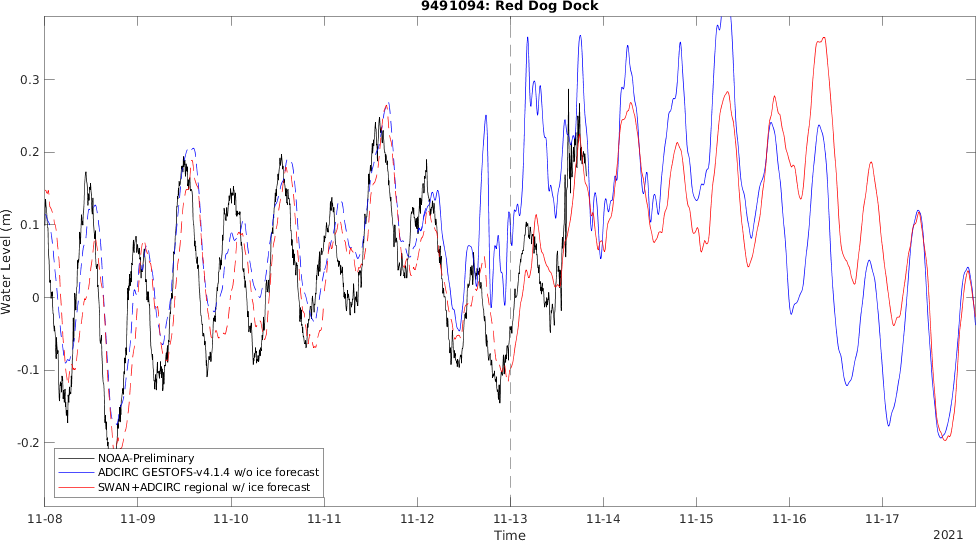 9491094: Red Dog Dock
Water Level (m)
0.3
0.2
0.1
0
-0.1
-0.2
NOAA-Preliminary
ADCIRC GESTOFS-v4.1.4 w/o ice forecast
SWAN+ADCIRC regional w/ ice forecast
11-08 11-09 11-10 11-11 11-12 11-13 11-14 11-15 11-16 11-17
Time
2021